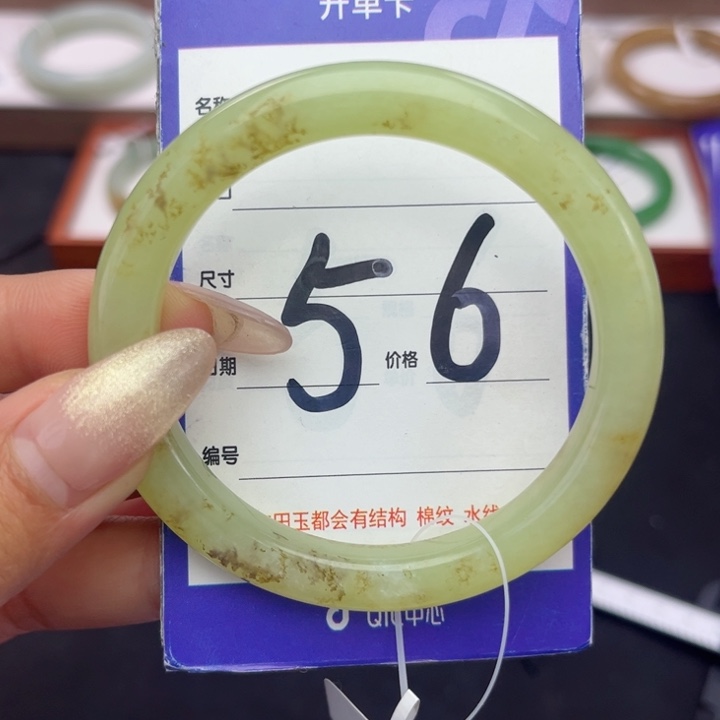 开单卡
名称
尺寸
56
日期 价格
编号
田玉都会有结构 棉纹 水线
QIC中心